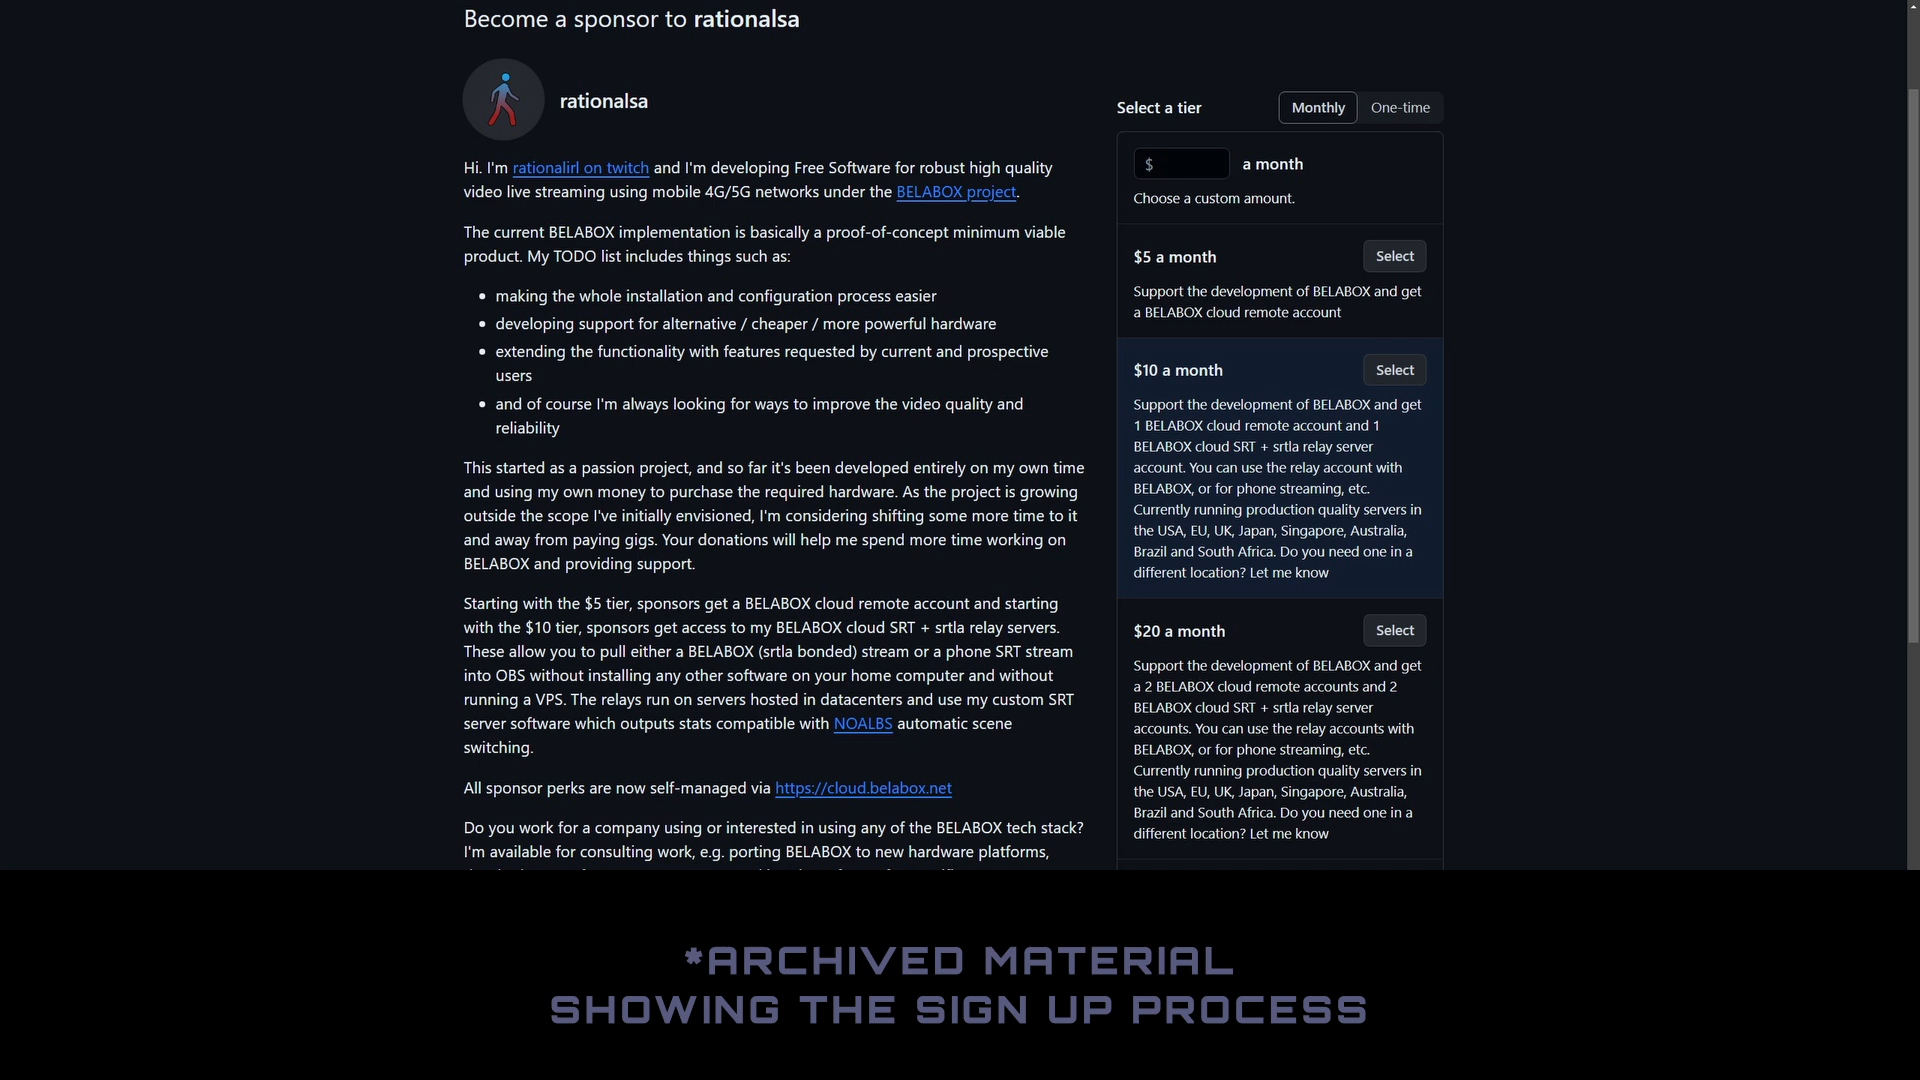 Become a sponsor to rationalsa
rationalsa
Hi. I'm rationalirl on twitch and I'm developing Free Software for robust high quality
video live streaming using mobile 4G/5G networks under the BELABOX project.
The current BELABOX implementation is basically a proof-of-concept minimum viable
product. My TODO list includes things such as:
• making the whole installation and configuration process easier
• developing support for alternative / cheaper / more powerful hardware
• extending the functionality with features requested by current and prospective
users
• and of course I'm always looking for ways to improve the video quality and
reliability
This started as a passion project, and so far it's been developed entirely on my own time
and using my own money to purchase the required hardware. As the project is growing
outside the scope I've initially envisioned, I'm considering shifting some more time to it
and away from paying gigs. Your donations will help me spend more time working on
BELABOX and providing support.
Starting with the $5 tier, sponsors get a BELABOX cloud remote account and starting
with the $10 tier, sponsors get access to my BELABOX cloud SRT + srtla relay servers.
These allow you to pull either a BELABOX (srtla bonded) stream or a phone SRT stream
into OBS without installing any other software on your home computer and without
running a VPS. The relays run on servers hosted in datacenters and use my custom SRT
server software which outputs stats compatible with NOALBS automatic scene
switching.
All sponsor perks are now self-managed via https://cloud.belabox.net
Do you work for a company using or interested in using any of the BELABOX tech stack?
I'm available for consulting work, e.g. porting BELABOX to new hardware platforms,
Select a tier
Monthly One-time
$ a month
Choose a custom amount.
$5 a month Select
Support the development of BELABOX and get
a BELABOX cloud remote account
$10 a month Select
Support the development of BELABOX and get
1 BELABOX cloud remote account and 1
BELABOX cloud SRT + srtla relay server
account. You can use the relay account with
BELABOX, or for phone streaming, etc.
Currently running production quality servers in
the USA, EU, UK, Japan, Singapore, Australia,
Brazil and South Africa. Do you need one in a
different location? Let me know
$20 a month Select
Support the development of BELABOX and get
a 2 BELABOX cloud remote accounts and 2
BELABOX cloud SRT + srtla relay server
accounts. You can use the relay accounts with
BELABOX, or for phone streaming, etc.
Currently running production quality servers in
the USA, EU, UK, Japan, Singapore, Australia,
Brazil and South Africa. Do you need one in a
different location? Let me know
*ARCHIVED MATERIAL
SHOWING THE SIGN UP PROCESS